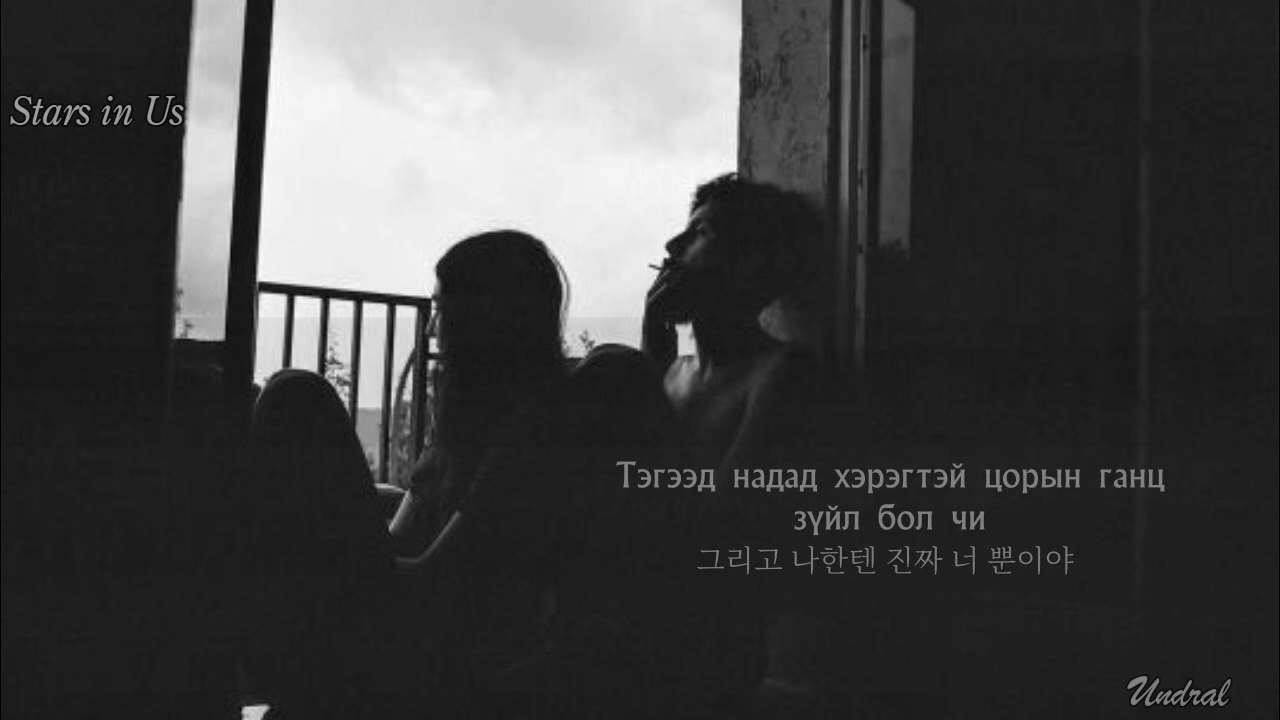 Stars in Us
Тэгээд надад хэрэгтэй цорын ганц
зүйл бол чи
그리고 나한텐 진짜 너 뿐이야
Undral